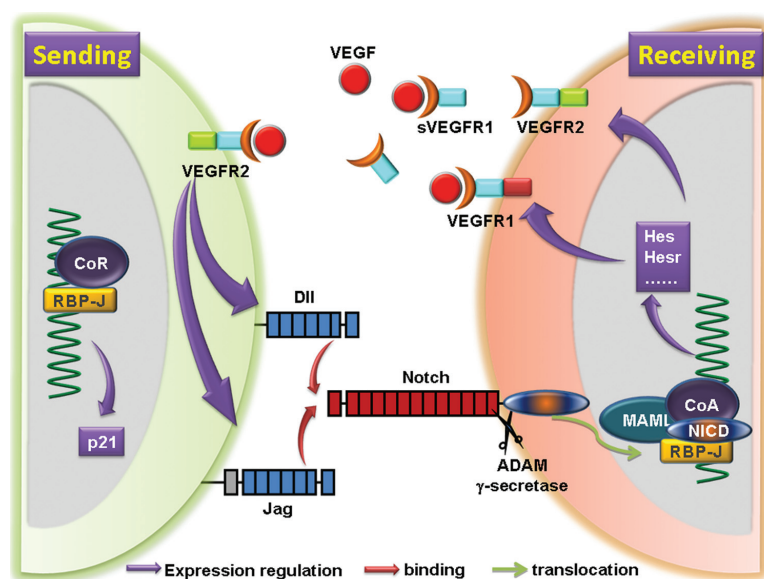 Sending
Receiving
VEGF
sVEGFR1
VEGFR2
VEGFR2
VEGFR1
CoR
RBP-J
p21
Dll
Notch
Jag
ADAM
γ-secretase
Hes
Hesr
......
MAML
CoA
NICD
RBP-J
Expression regulation
binding
translocation